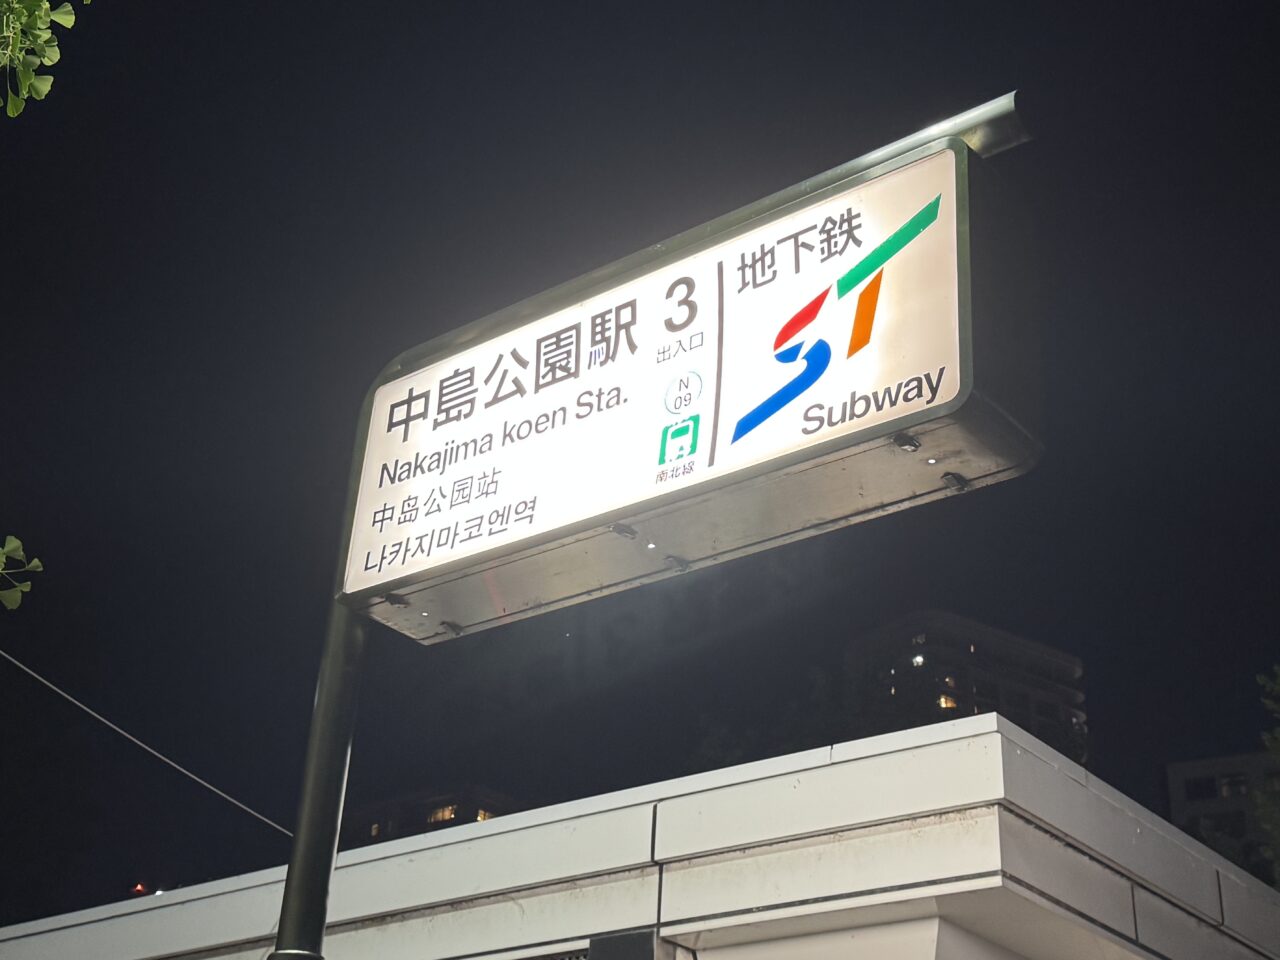 中島公園駅
Nakajima koen Sta.
中岛公园站
나카지마코엔역
3
出入口
N
09
南北線
地下鉄
ST
Subway